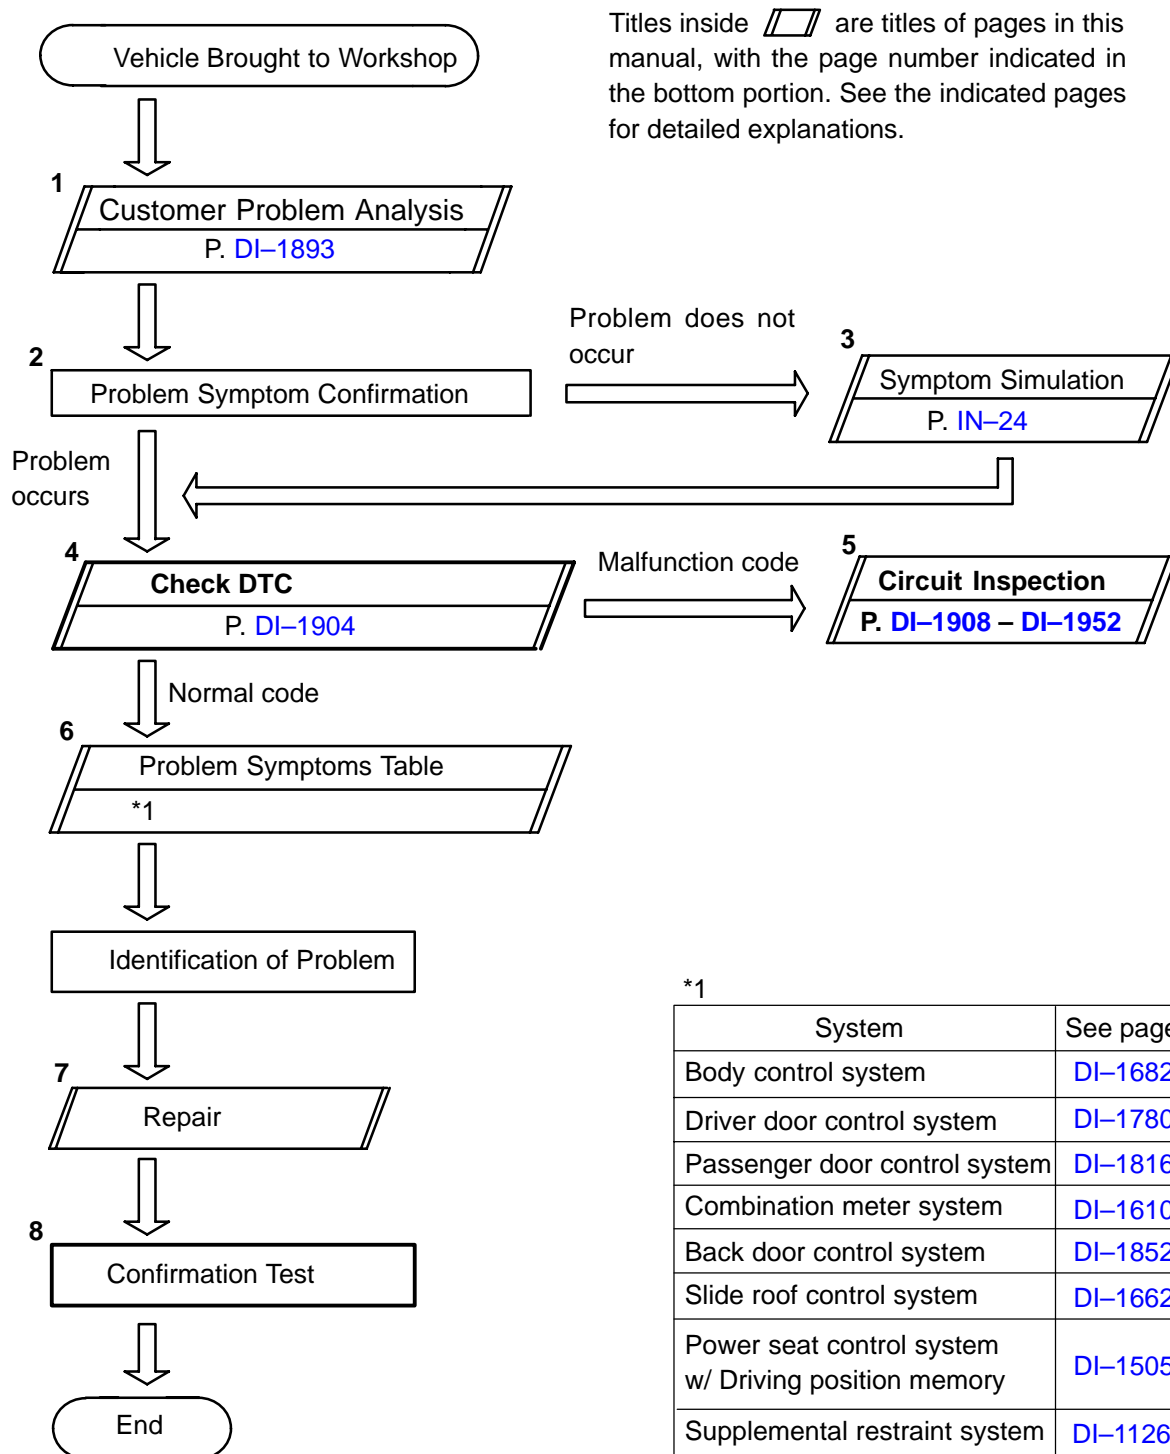 Vehicle Brought to Workshop
Titles inside are titles of pages in this
manual, with the page number indicated in
the bottom portion. See the indicated pages
for detailed explanations.
1
Customer Problem Analysis
P. DI–1893
2
Problem Symptom Confirmation
Problem does not
occur
3
Symptom Simulation
P. IN–24
Problem
occurs
4
Check DTC
P. DI–1904
Malfunction code
5
Circuit Inspection
P. DI–1908 – DI–1952
Normal code
6
Problem Symptoms Table
*1
Identification of Problem
7
Repair
8
Confirmation Test
End
*1
System See page
Body control system DI–1682
Driver door control system DI–1780
Passenger door control system DI–1816
Combination meter system DI–1610
Back door control system DI–1852
Slide roof control system DI–1662
Power seat control system
w/ Driving position memory DI–1505
Supplemental restraint system DI–1126